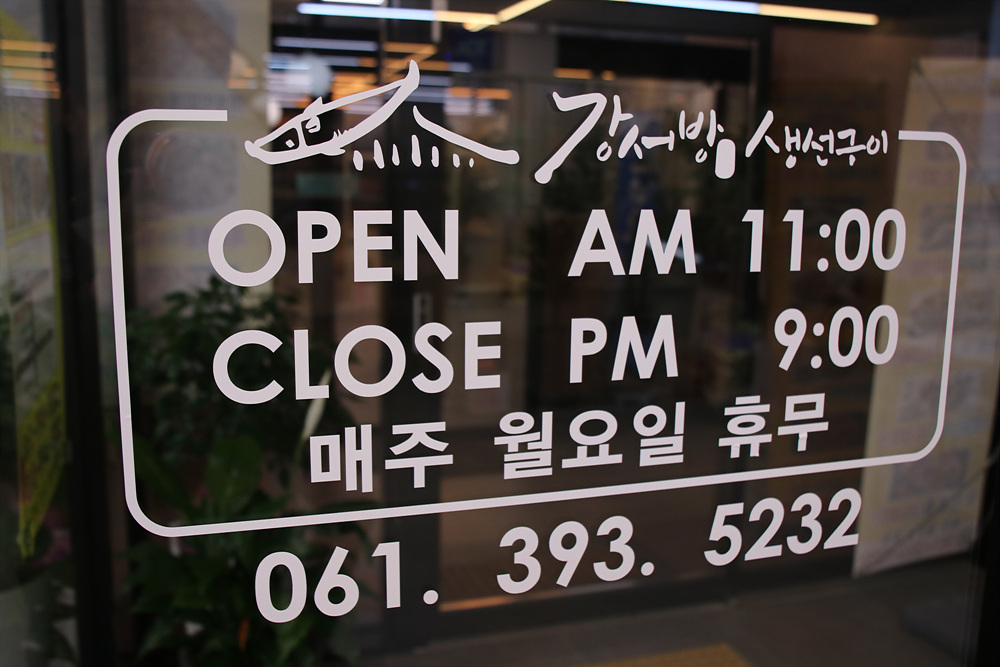 강서방 생선구이
OPEN AM 11:00
CLOSE PM 9:00
매주 월요일 휴무
061. 393. 5232